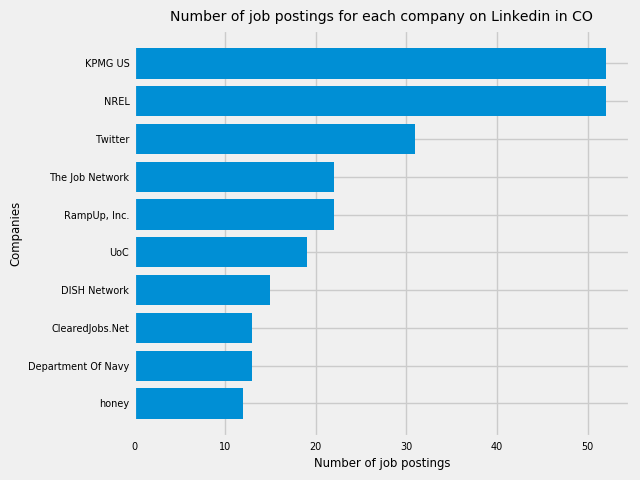 Number of job postings for each company on Linkedin in CO
Companies
KPMG US
NREL
Twitter
The Job Network
RampUp, Inc.
UoC
DISH Network
ClearedJobs.Net
Department Of Navy
honey
0 10 20 30 40 50
Number of job postings